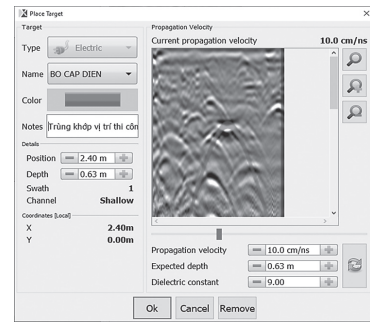 Place Target
Target
Type Electric
Name BO CAP DIEN
Color
Notes Trùng khớp vị trí thi côn
Details
Position 2.40 m
Depth 0.63 m
Swath 1
Channel Shallow
Coordinates [Local]
X 2.40m
Y 0.00m
Propagation Velocity
Current propagation velocity 10.0 cm/ns
Propagation velocity 10.0 cm/ns
Expected depth 0.63 m
Dielectric constant 9.00
Ok Cancel Remove